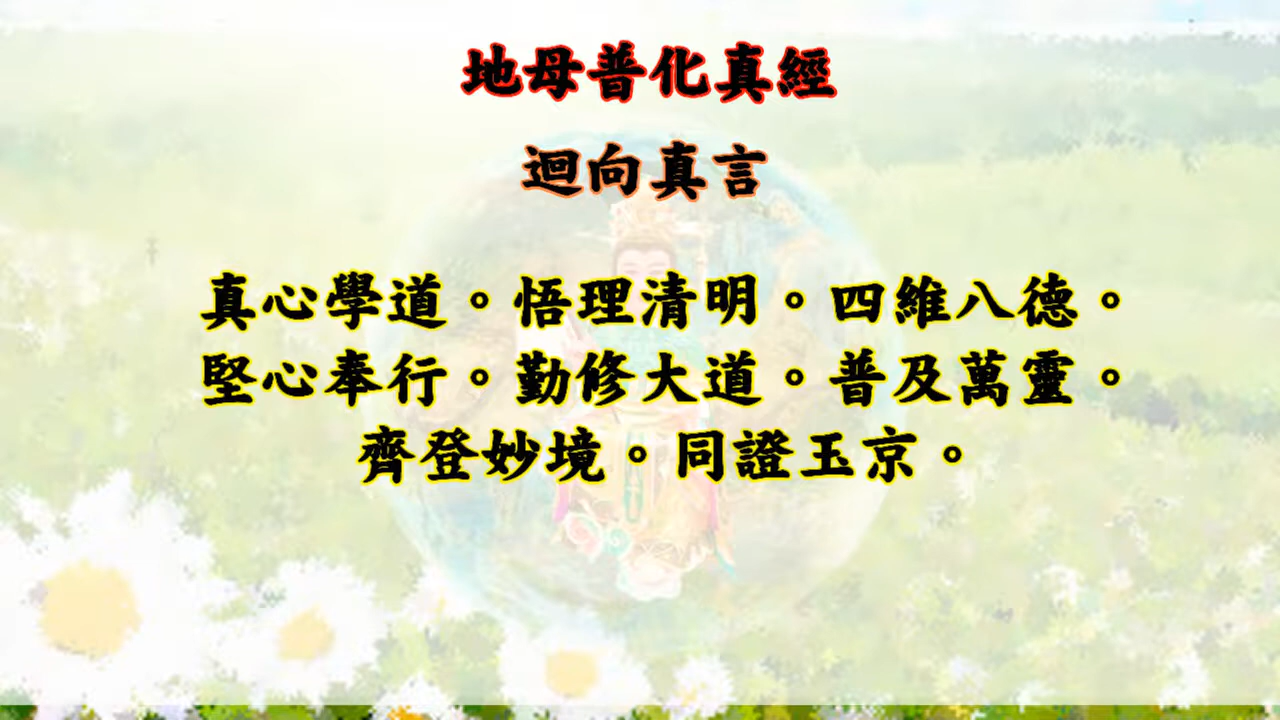 地母普化真經
迴向真言
真心學道。悟理清明。四維八德。
堅心奉行。勤修大道。普及萬靈。
齊登妙境。同證玉京。